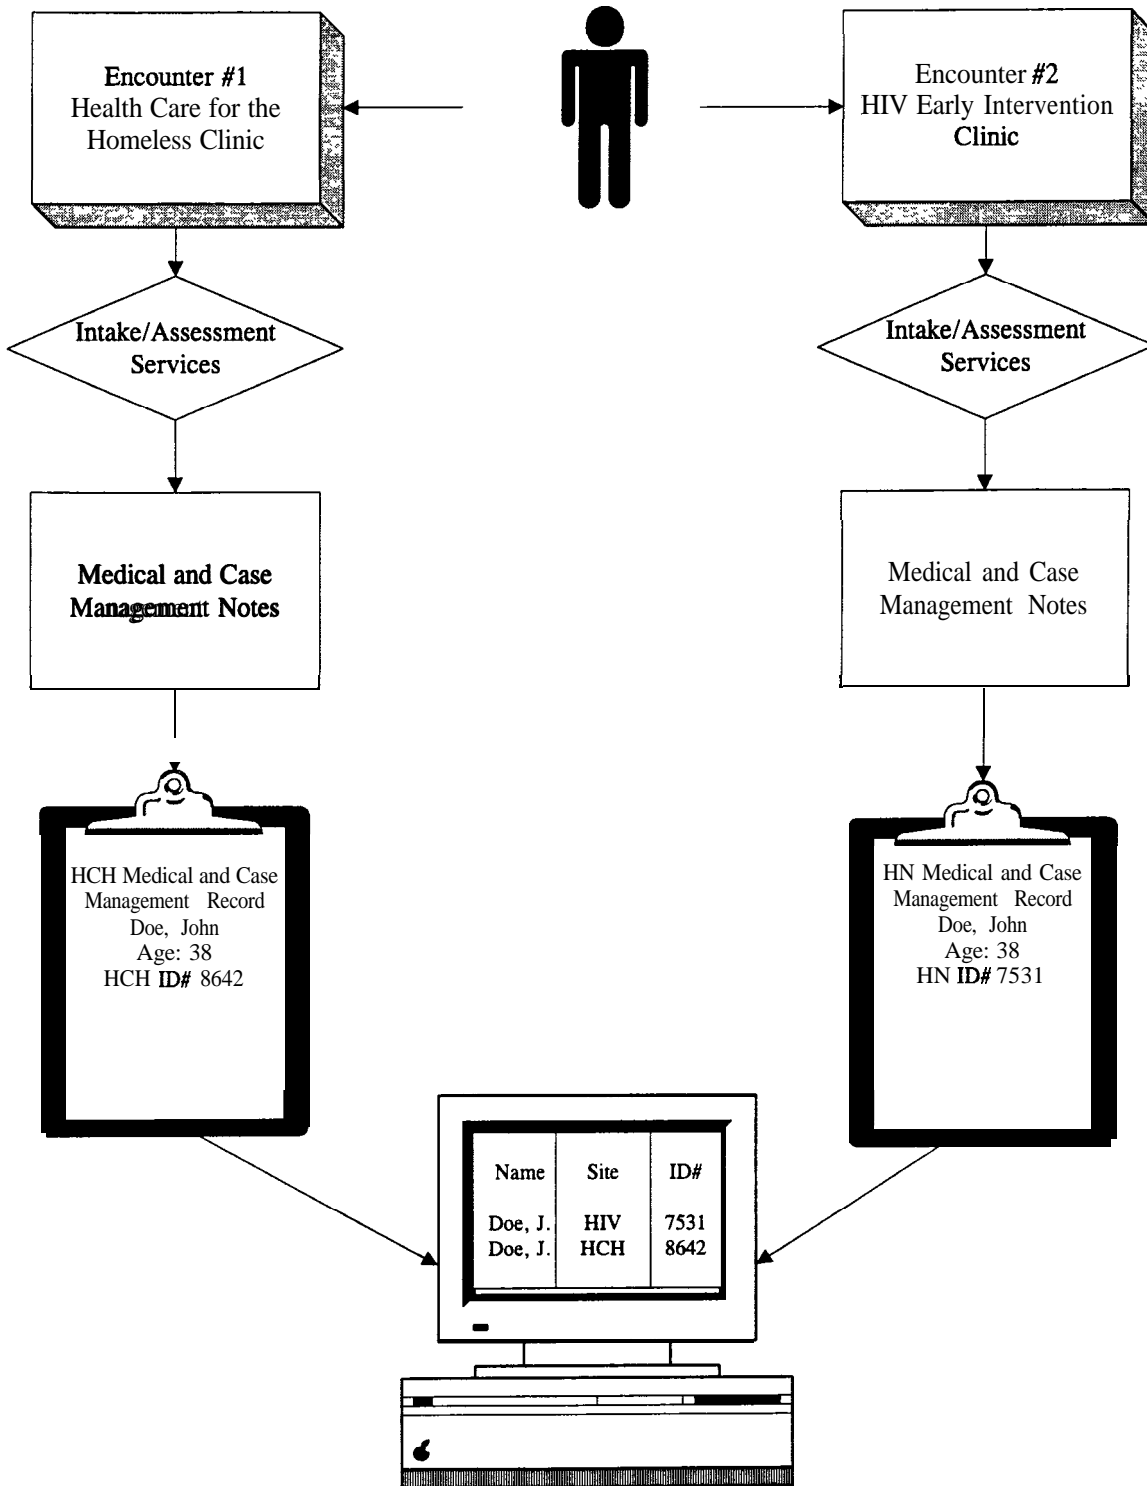 Encounter #1
Health Care for the
Homeless Clinic
Encounter #2
HIV Early Intervention
Clinic
Intake/Assessment
Services
Intake/Assessment
Services
Medical and Case
Management Notes
Medical and Case
Management Notes
HCH Medical and Case
Management Record
Doe, John
Age: 38
HCH ID# 8642
HN Medical and Case
Management Record
Doe, John
Age: 38
HN ID# 7531
Name Site ID#
Doe, J. HIV 7531
Doe, J. HCH 8642